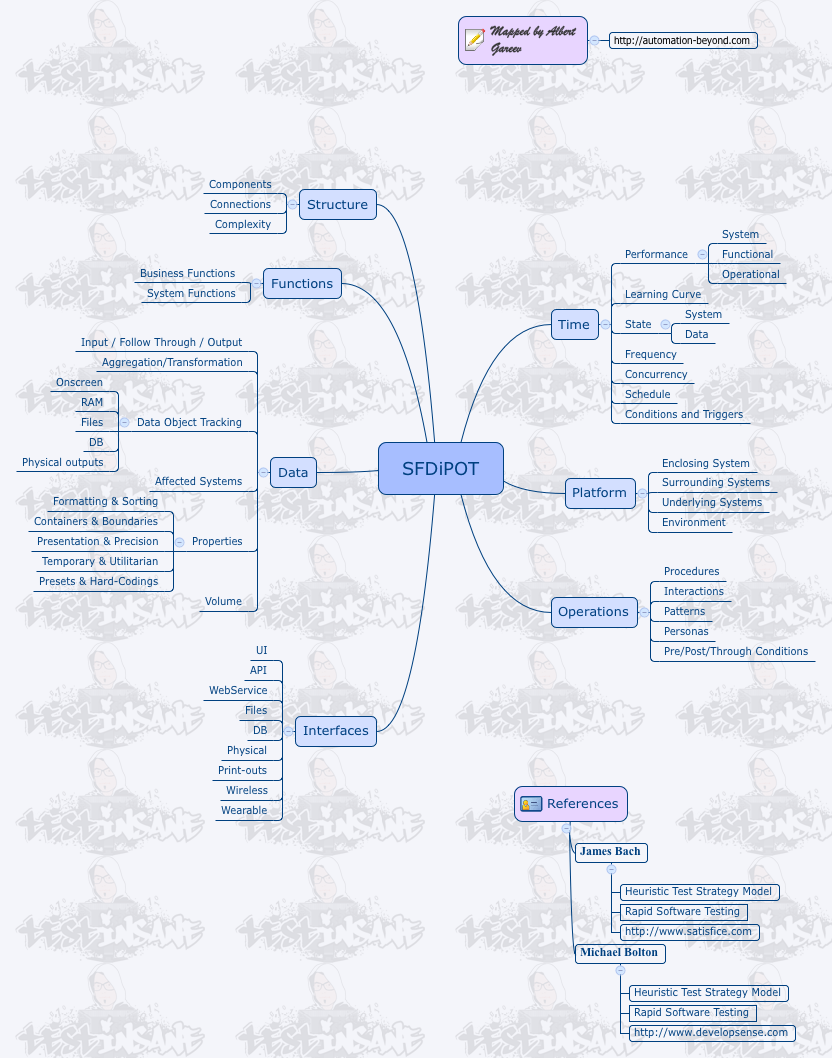 Mapped by Albert
Gareev
http://automation-beyond.com
Structure
Components
Connections
Complexity
Functions
Business Functions
System Functions
Data
Input / Follow Through / Output
Aggregation/Transformation
Data Object Tracking
Onscreen
RAM
Files
DB
Physical outputs
Affected Systems
Properties
Formatting & Sorting
Containers & Boundaries
Presentation & Precision
Temporary & Utilitarian
Presets & Hard-Codings
Volume
Interfaces
UI
API
WebService
Files
DB
Physical
Print-outs
Wireless
Wearable
SFDiPOT
Time
Performance
System
Functional
Operational
Learning Curve
State
System
Data
Frequency
Concurrency
Schedule
Conditions and Triggers
Platform
Enclosing System
Surrounding Systems
Underlying Systems
Environment
Operations
Procedures
Interactions
Patterns
Personas
Pre/Post/Through Conditions
References
James Bach
Heuristic Test Strategy Model
Rapid Software Testing
http://www.satisfice.com
Michael Bolton
Heuristic Test Strategy Model
Rapid Software Testing
http://www.developsense.com